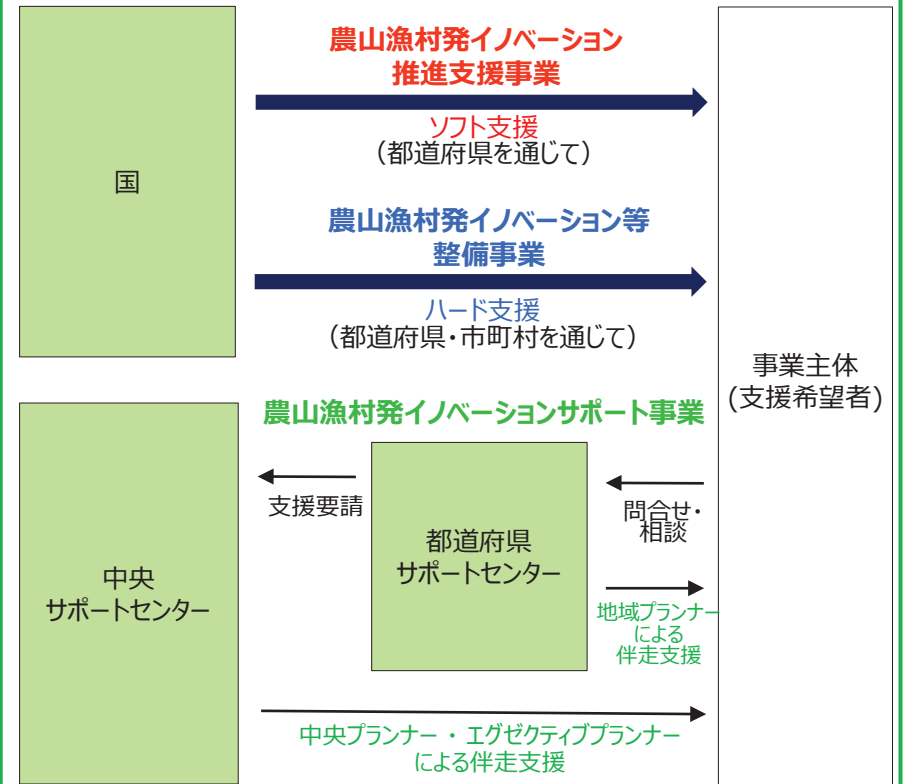 農山漁村発イノベーション
推進支援事業
ソフト支援
（都道府県を通じて）
国
農山漁村発イノベーション等
整備事業
ハード支援
（都道府県・市町村を通じて）
事業主体
(支援希望者)
農山漁村発イノベーションサポート事業
支援要請
問合せ・
相談
都道府県
サポートセンター
中央
サポートセンター
地域プランナー
による
伴走支援
中央プランナー ・ エグゼクティブプランナー
による伴走支援